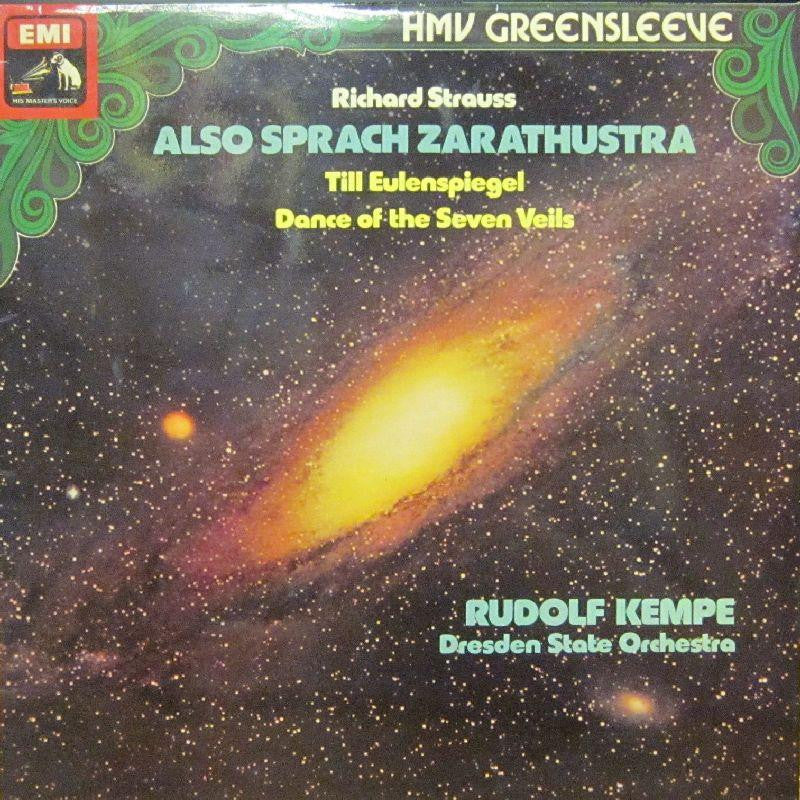 EMI
HIS MASTER'S VOICE
HMV GREENSLEEVE
Richard Strauss
ALSO SPRACH ZARATHUSTRA
Till Eulenspiegel
Dance of the Seven Veils
RUDOLF KEMPE
Dresden State Orchestra